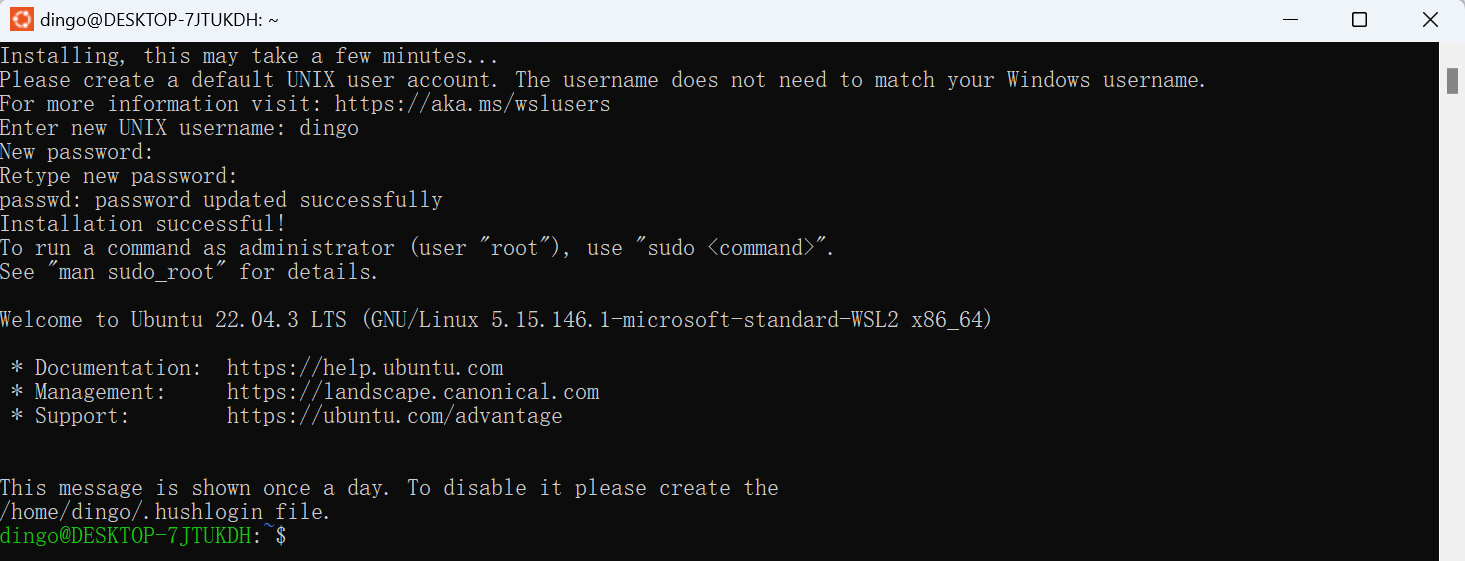 dingo@DESKTOP-7JTUKDH: ~
Installing, this may take a few minutes...
Please create a default UNIX user account. The username does not need to match your Windows username.
For more information visit: https://aka.ms/wslusers
Enter new UNIX username: dingo
New password:
Retype new password:
passwd: password updated successfully
Installation successful!
To run a command as administrator (user "root"), use "sudo <command>".
See "man sudo_root" for details.
Welcome to Ubuntu 22.04.3 LTS (GNU/Linux 5.15.146.1-microsoft-standard-WSL2 x86_64)
* Documentation:  https://help.ubuntu.com
* Management:     https://landscape.canonical.com
* Support:        https://ubuntu.com/advantage
This message is shown once a day. To disable it please create the
/home/dingo/.hushlogin file.
dingo@DESKTOP-7JTUKDH:~$